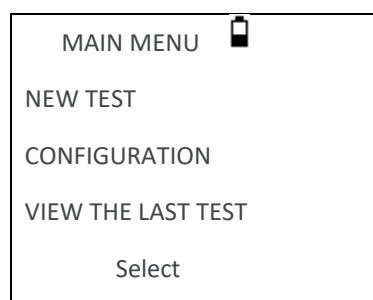 MAIN MENU
NEW TEST
CONFIGURATION
VIEW THE LAST TEST
Select